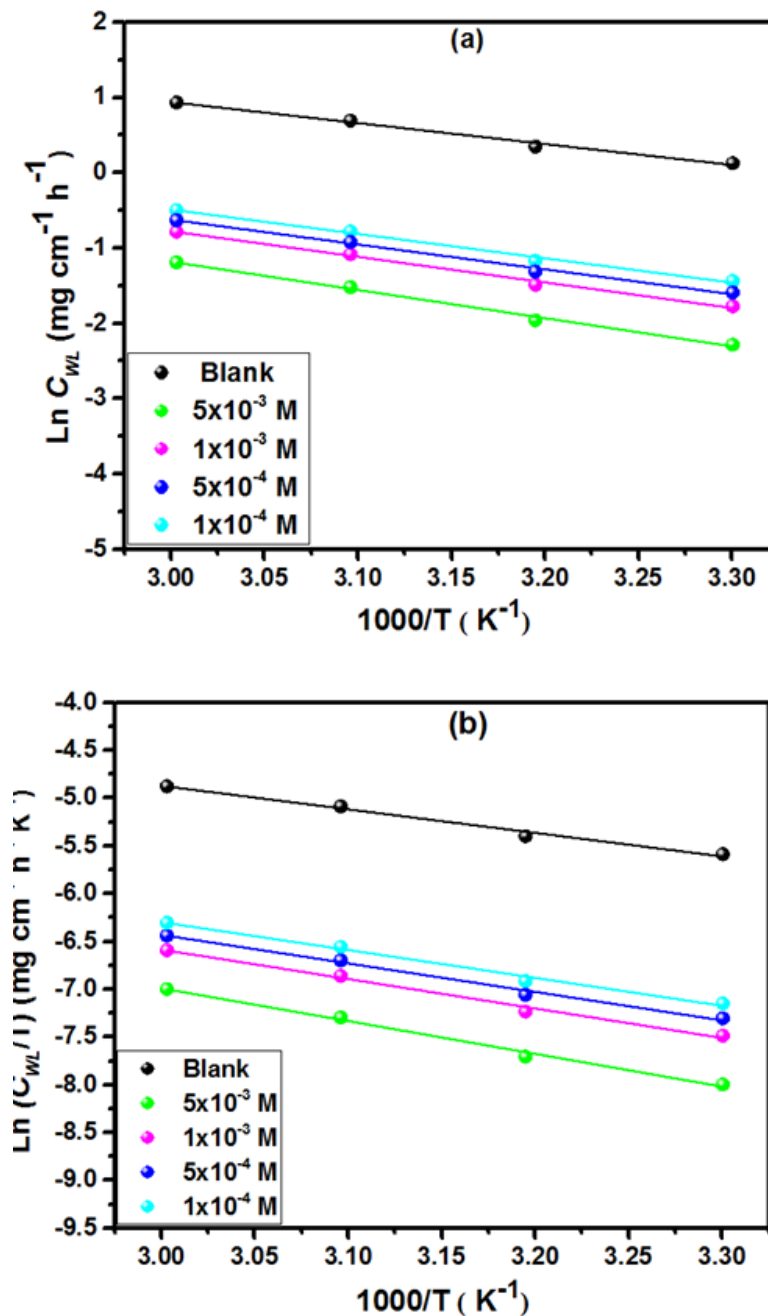 (a)
2
1
0
-1
-2
-3
-4
-5
Ln C_WL (mg cm⁻¹ h⁻¹)
Blank
5x10⁻³ M
1x10⁻³ M
5x10⁻⁴ M
1x10⁻⁴ M
3.00 3.05 3.10 3.15 3.20 3.25 3.30
1000/T ( K⁻¹)
(b)
-4.0
-4.5
-5.0
-5.5
-6.0
-6.5
-7.0
-7.5
-8.0
-8.5
-9.0
-9.5
Ln (C_WL/T) (mg cm h K
Blank
5x10⁻³ M
1x10⁻³ M
5x10⁻⁴ M
1x10⁻⁴ M
3.00 3.05 3.10 3.15 3.20 3.25 3.30
1000/T ( K⁻¹)